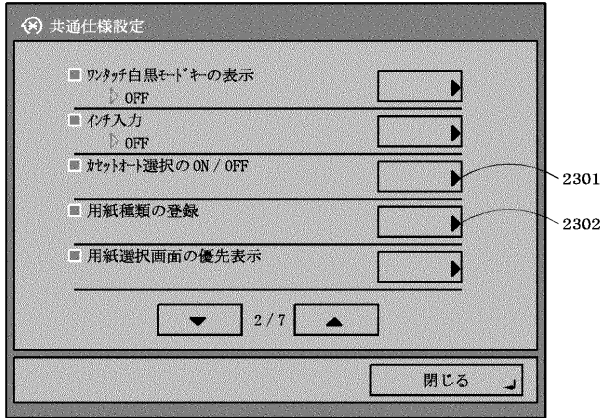 共通仕様設定
ワンタッチ白黒モードキーの表示
▷ OFF
インチ入力
▷ OFF
カセットオート選択の ON / OFF
2301
用紙種類の登録
2302
用紙選択画面の優先表示
▼ 2 / 7 ▲
閉じる